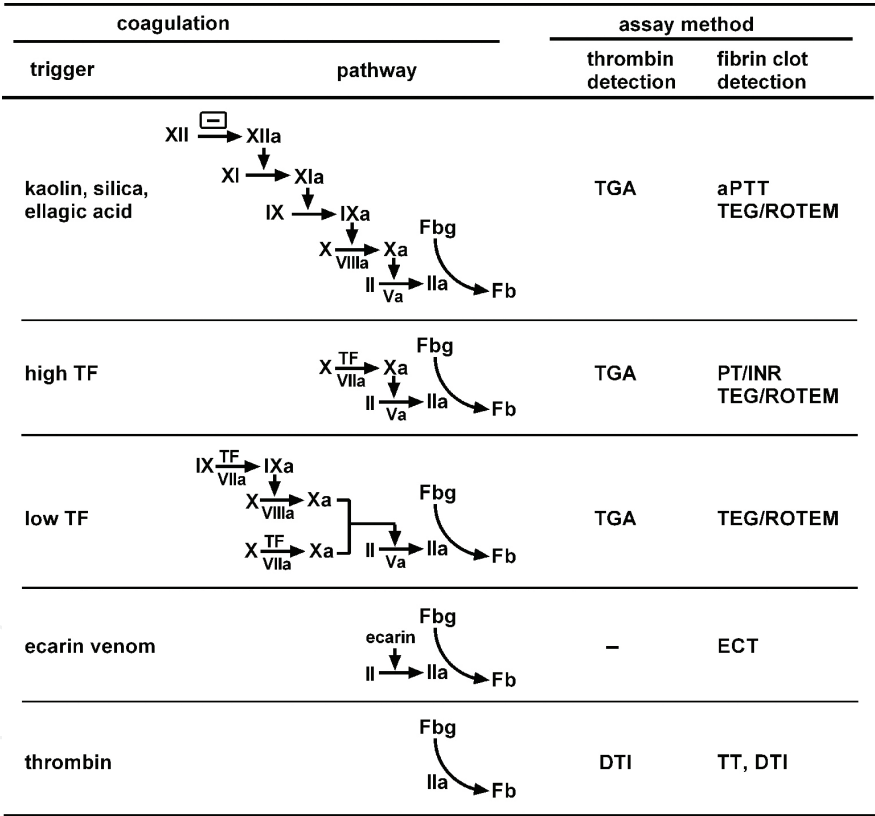 coagulation assay method
trigger pathway thrombin detection fibrin clot detection
XII − XIIa
XI XIa
kaolin, silica, ellagic acid TGA aPTT TEG/ROTEM
IX IXa Fbg
X VIIIa Xa
II Va IIa Fb
Fbg
high TF X TF VIIa Xa TGA PT/INR TEG/ROTEM
II Va IIa Fb
IX TF VIIa IXa
X VIIIa Xa Fbg
low TF TGA TEG/ROTEM
X TF VIIa Xa II Va IIa Fb
Fbg
ecarin venom ecarin – ECT
II IIa Fb
Fbg
thrombin DTI TT, DTI
IIa Fb